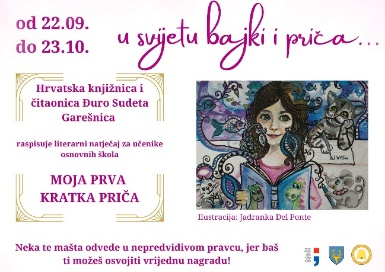 od 22.09.
do 23.10.
u svijetu bajki i priča...
Hrvatska knjižnica i
čitaonica Đuro Sudeta
Garešnica
raspisuje literarni natječaj za učenike
osnovnih škola
MOJA PRVA
KRATKA PRIČA
Ilustracija: Jadranka Del Ponte
Neka te mašta odvede u nepredvidivom pravcu, jer baš
ti možeš osvojiti vrijednu nagradu!